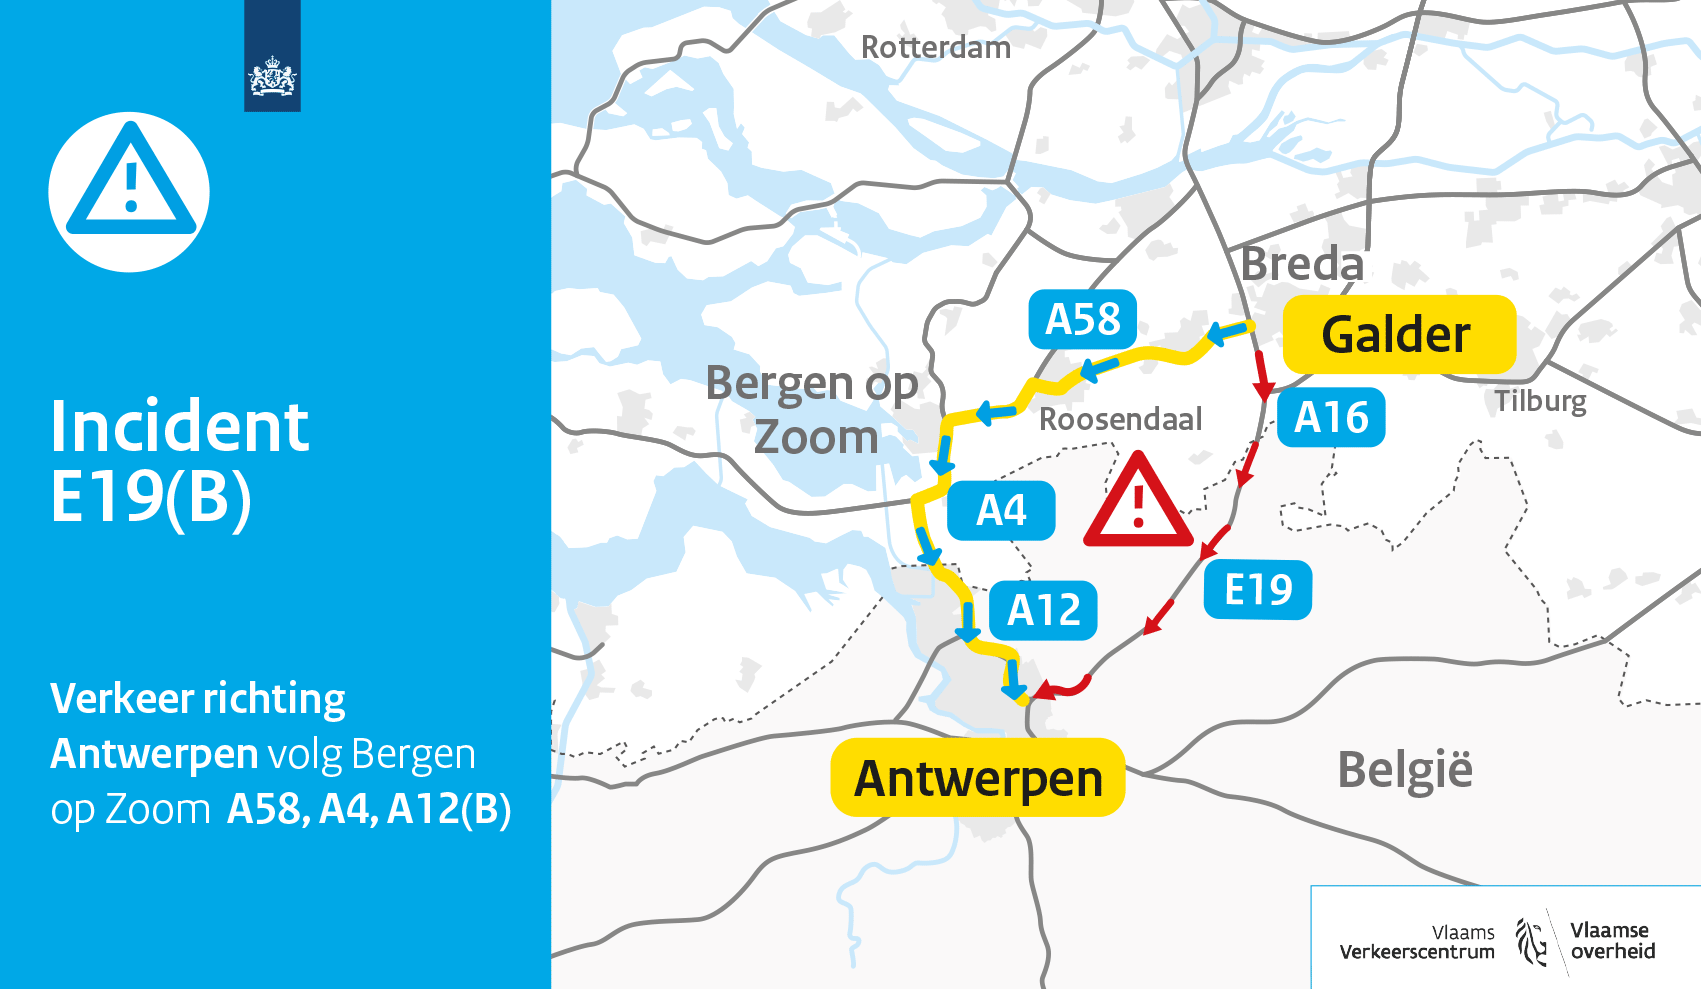 Incident
E19(B)
Verkeer richting
Antwerpen volg Bergen
op Zoom A58, A4, A12(B)
Rotterdam
Breda
A58
Galder
Bergen op
Zoom
Roosendaal
A16
Tilburg
A4
E19
A12
Antwerpen
België
Vlaams
Verkeerscentrum
Vlaamse
overheid